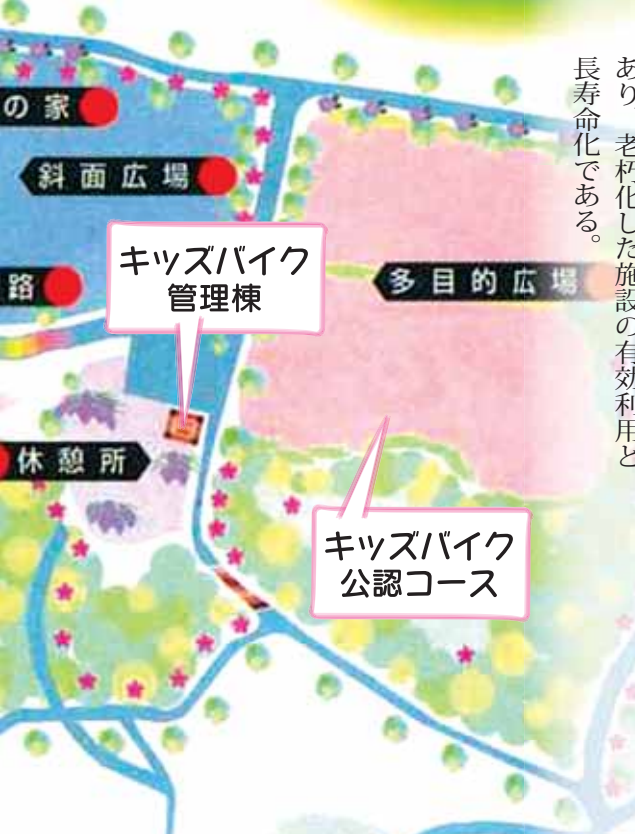 あり、老朽化した施設の有効利用と
長寿命化である。
の家
斜面広場
キッズバイク
管理棟
路
多目的広場
休憩所
キッズバイク
公認コース